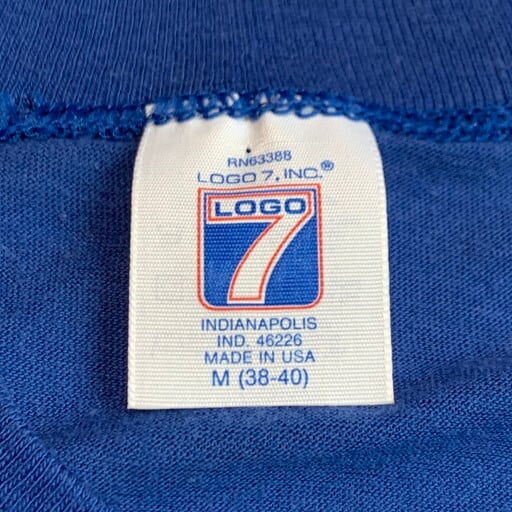 RN63388
LOGO 7, INC.®
LOGO
7
INDIANAPOLIS
IND. 46226
MADE IN USA
M (38-40)